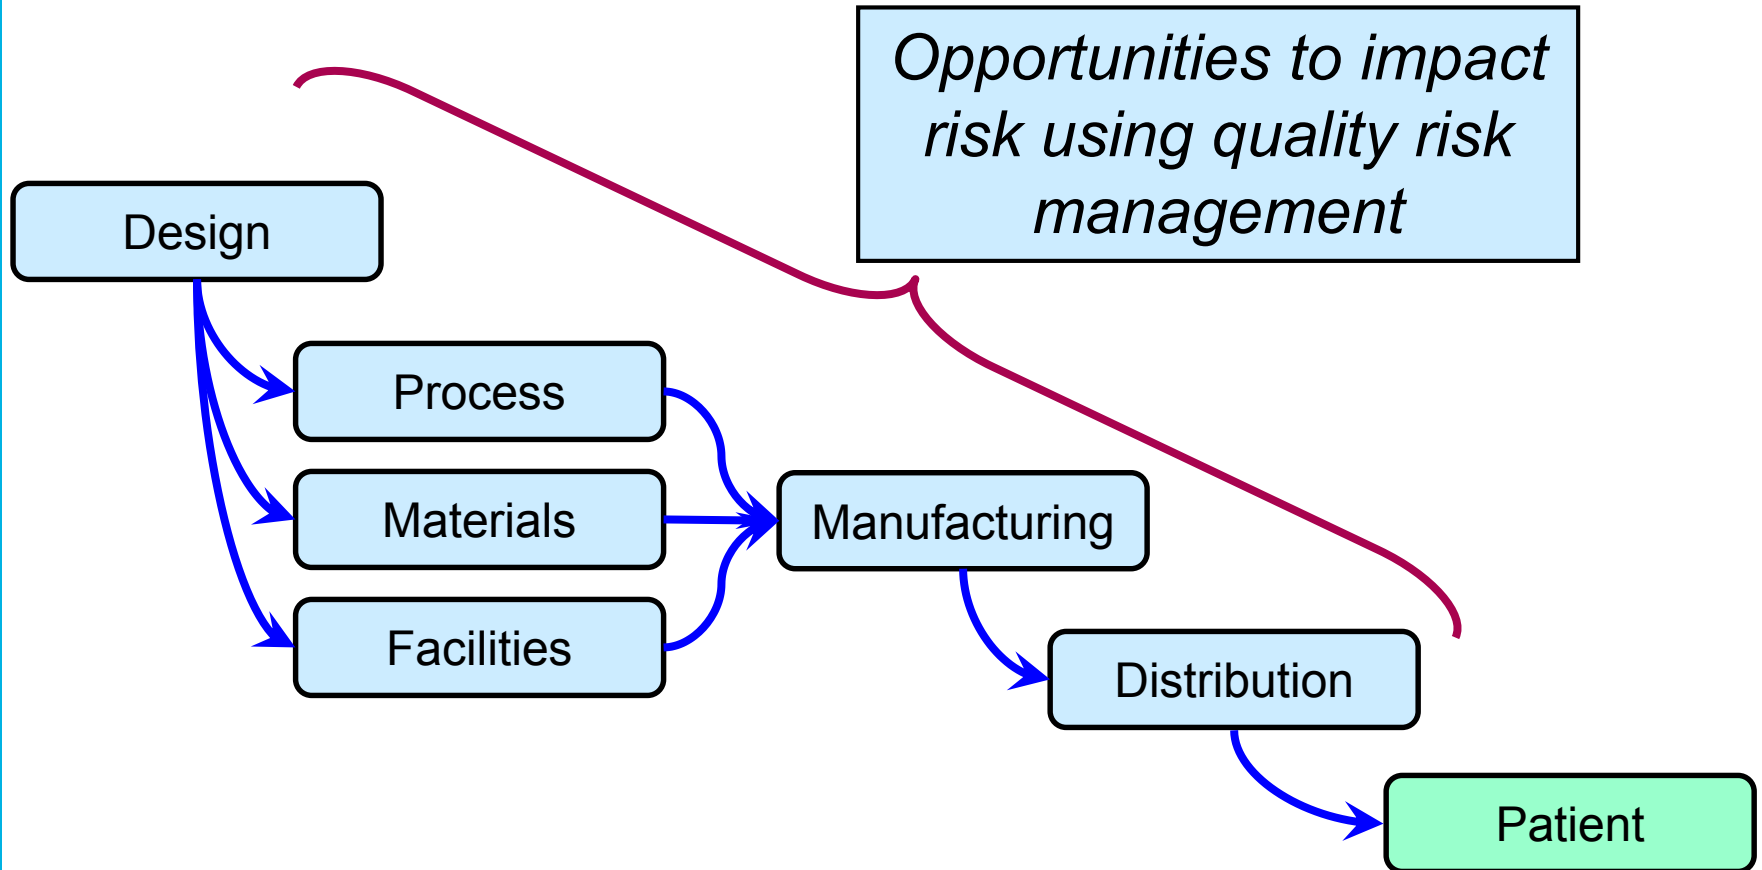 Opportunities to impact
risk using quality risk
management
Design
Process
Materials
Manufacturing
Facilities
Distribution
Patient